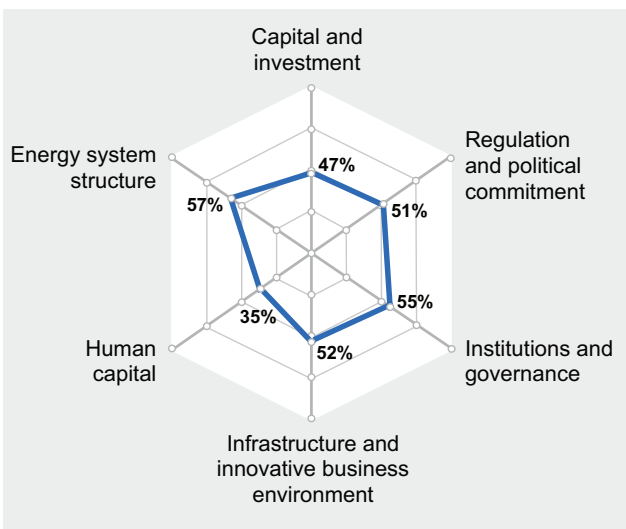 Capital and
investment
Energy system
structure
Regulation
and political
commitment
47%
57%
51%
35%
55%
52%
Human
capital
Institutions and
governance
Infrastructure and
innovative business
environment